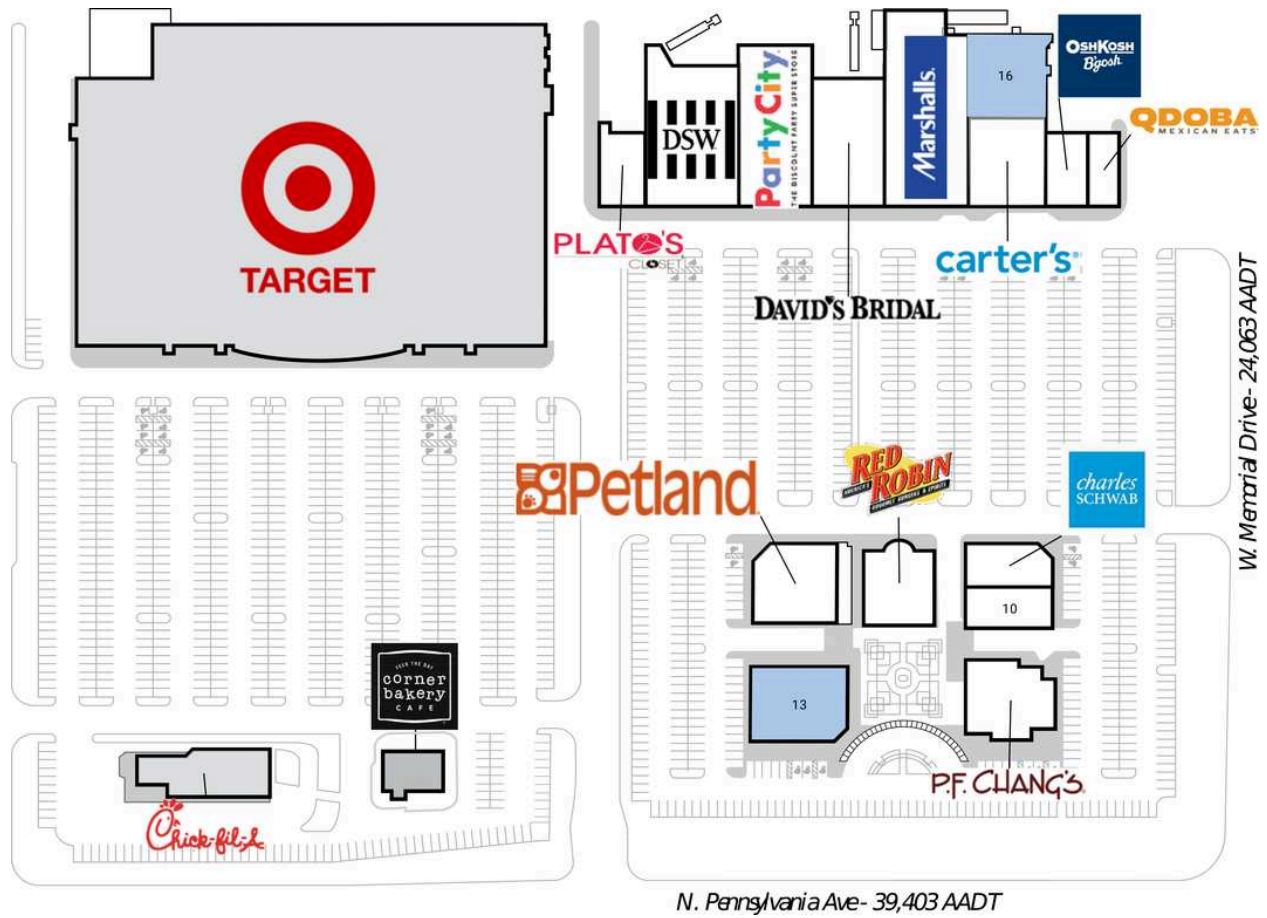 TARGET
DSW
PartyCity
THE DISCOUNT PARTY SUPER STORE
Marshalls.
16
OSHKOSH
B'gosh
QDOBA
MEXICAN EATS
PLATO'S
CLOSET
carter's
DAVID'S BRIDAL
W. Memorial Drive - 24,063 AADT
Petland
RED
ROBIN
charles
SCHWAB
10
13
corner
bakery
CAFE
Chick-fil-A
P.F. CHANG'S
N. Pennsylvania Ave - 39,403 AADT